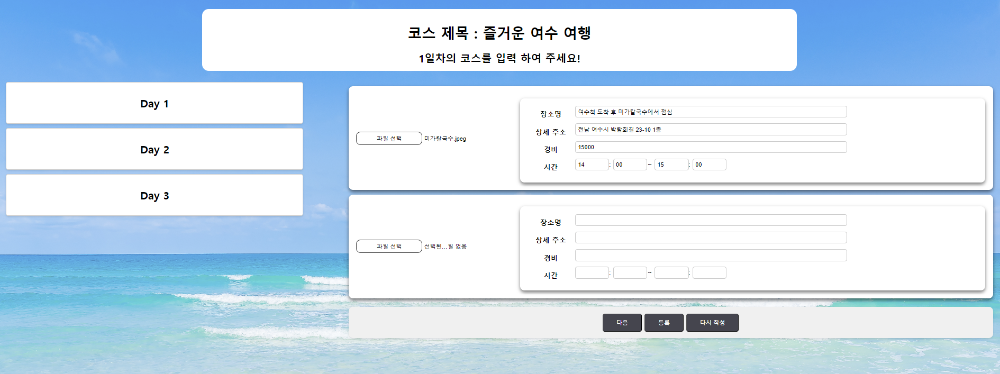 코스 제목 : 즐거운 여수 여행
1일차의 코스를 입력 하여 주세요!
Day 1
Day 2
Day 3
파일 선택 미가칼국수.jpeg
장소명 여수역 도착 후 미가칼국수에서 점심
상세 주소 전남 여수시 박람회길 23-10 1층
경비 15000
시간 14 : 00 ~ 15 : 00
파일 선택 선택된...일 없음
장소명
상세 주소
경비
시간 : ~ :
다음 등록 다시 작성